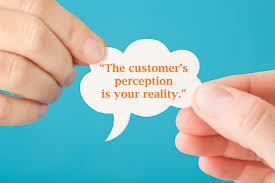 "The customer's
perception
is your reality."